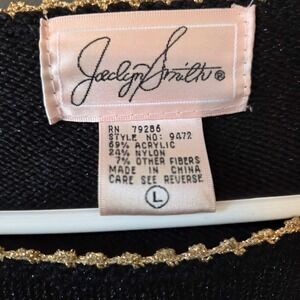 Jaclyn Smith®
RN 79286
STYLE NO: 9472
69% ACRYLIC
24% NYLON
7% OTHER FIBERS
MADE IN CHINA
CARE SEE REVERSE
L